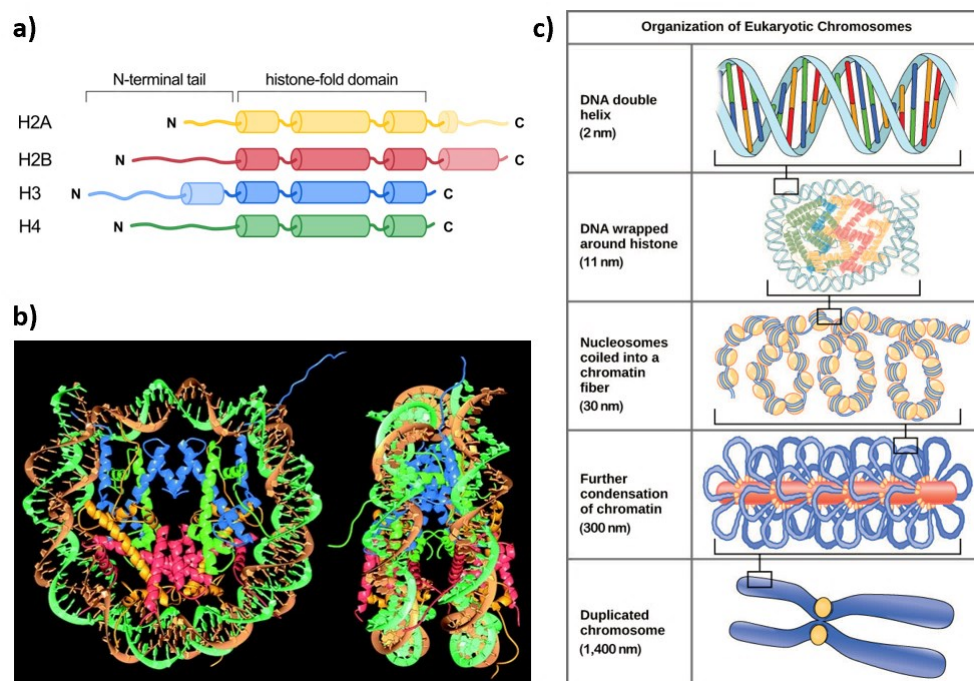 a)
N-terminal tail histone-fold domain
H2A N C
H2B N C
H3 N C
H4 N C
b)
c)
Organization of Eukaryotic Chromosomes
DNA double
helix
(2 nm)
DNA wrapped
around histone
(11 nm)
Nucleosomes
coiled into a
chromatin
fiber
(30 nm)
Further
condensation
of chromatin
(300 nm)
Duplicated
chromosome
(1,400 nm)